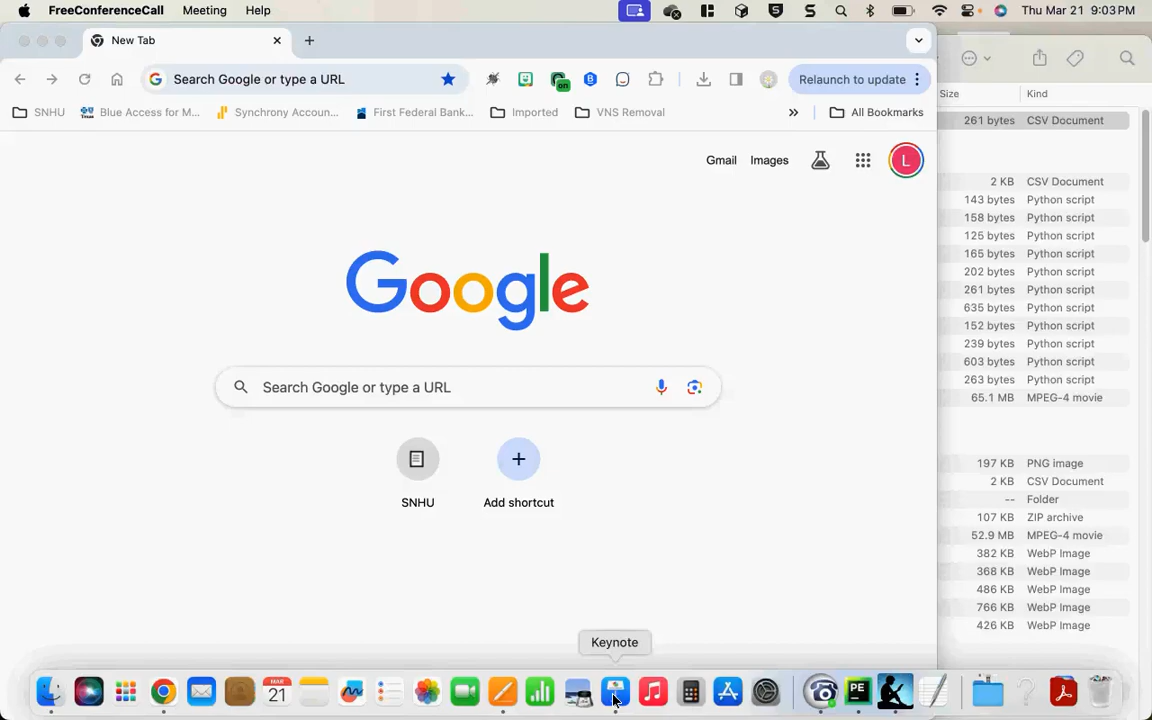 FreeConferenceCall Meeting Help Thu Mar 21 9:03 PM
New Tab
Search Google or type a URL Relaunch to update
SNHU Blue Access for M... Synchrony Accoun... First Federal Bank... Imported VNS Removal » All Bookmarks
on
Gmail Images L
Google
Search Google or type a URL
SNHU Add shortcut
Size Kind
261 bytes CSV Document
2 KB CSV Document
143 bytes Python script
158 bytes Python script
125 bytes Python script
165 bytes Python script
202 bytes Python script
261 bytes Python script
635 bytes Python script
152 bytes Python script
239 bytes Python script
603 bytes Python script
263 bytes Python script
65.1 MB MPEG-4 movie
197 KB PNG image
2 KB CSV Document
-- Folder
107 KB ZIP archive
52.9 MB MPEG-4 movie
382 KB WebP Image
368 KB WebP Image
486 KB WebP Image
766 KB WebP Image
426 KB WebP Image
Keynote
MAR
21
PE